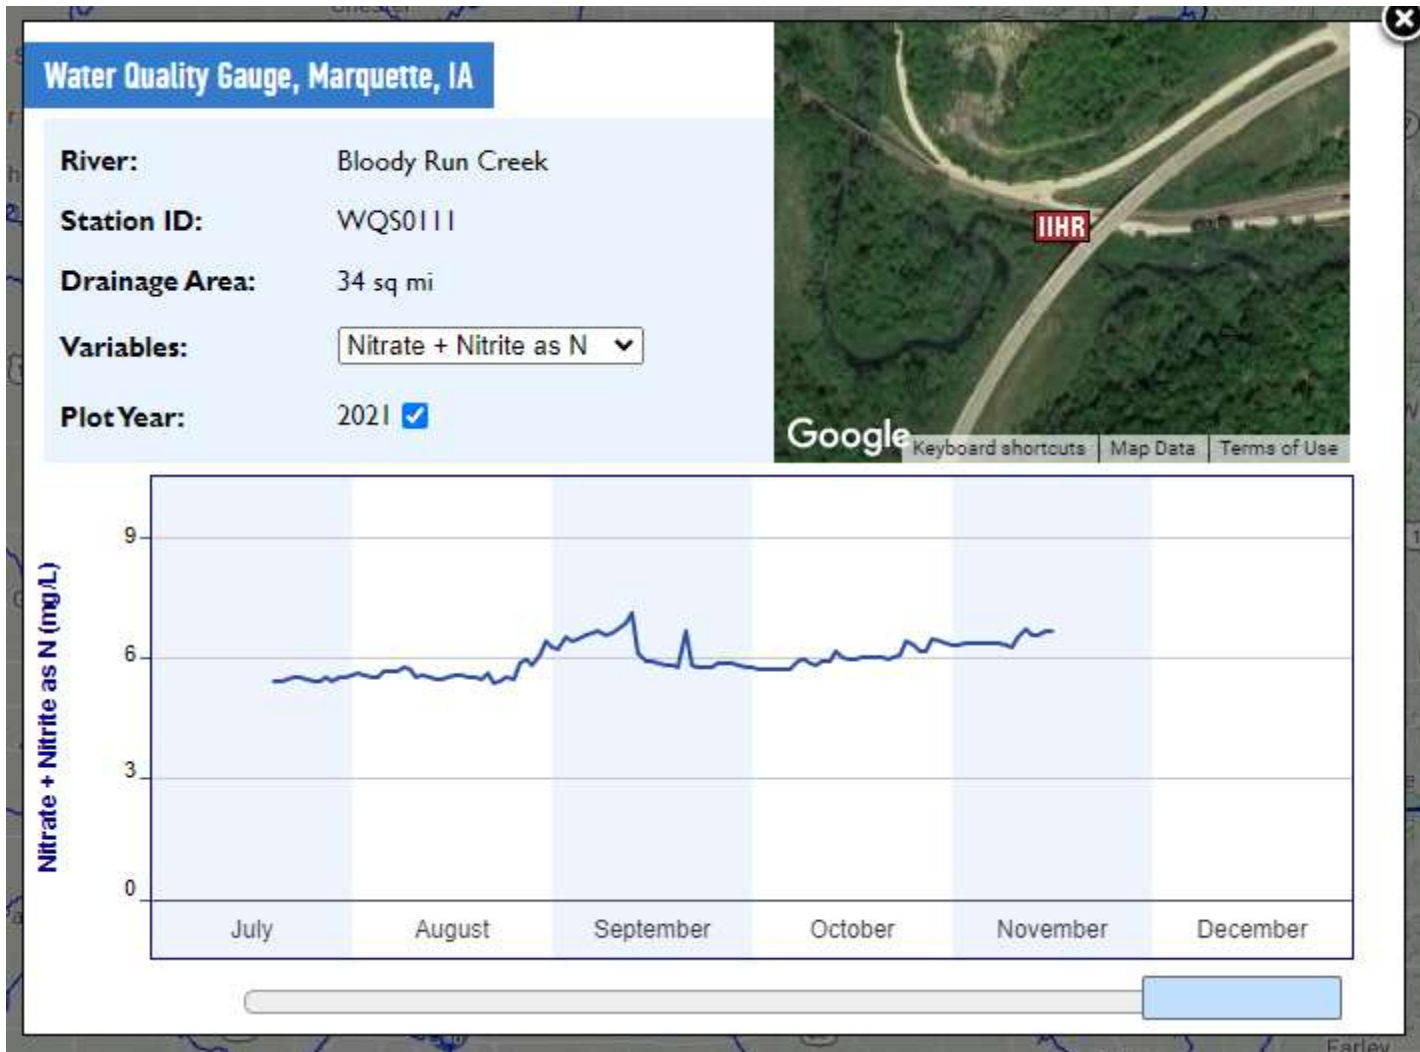 Water Quality Gauge, Marquette, IA
River: Bloody Run Creek
Station ID: WQS0111
Drainage Area: 34 sq mi
Variables: Nitrate + Nitrite as N
Plot Year: 2021
IIHR
Google
Keyboard shortcuts Map Data Terms of Use
Nitrate + Nitrite as N (mg/L)
9
6
3
0
July August September October November December
Farley